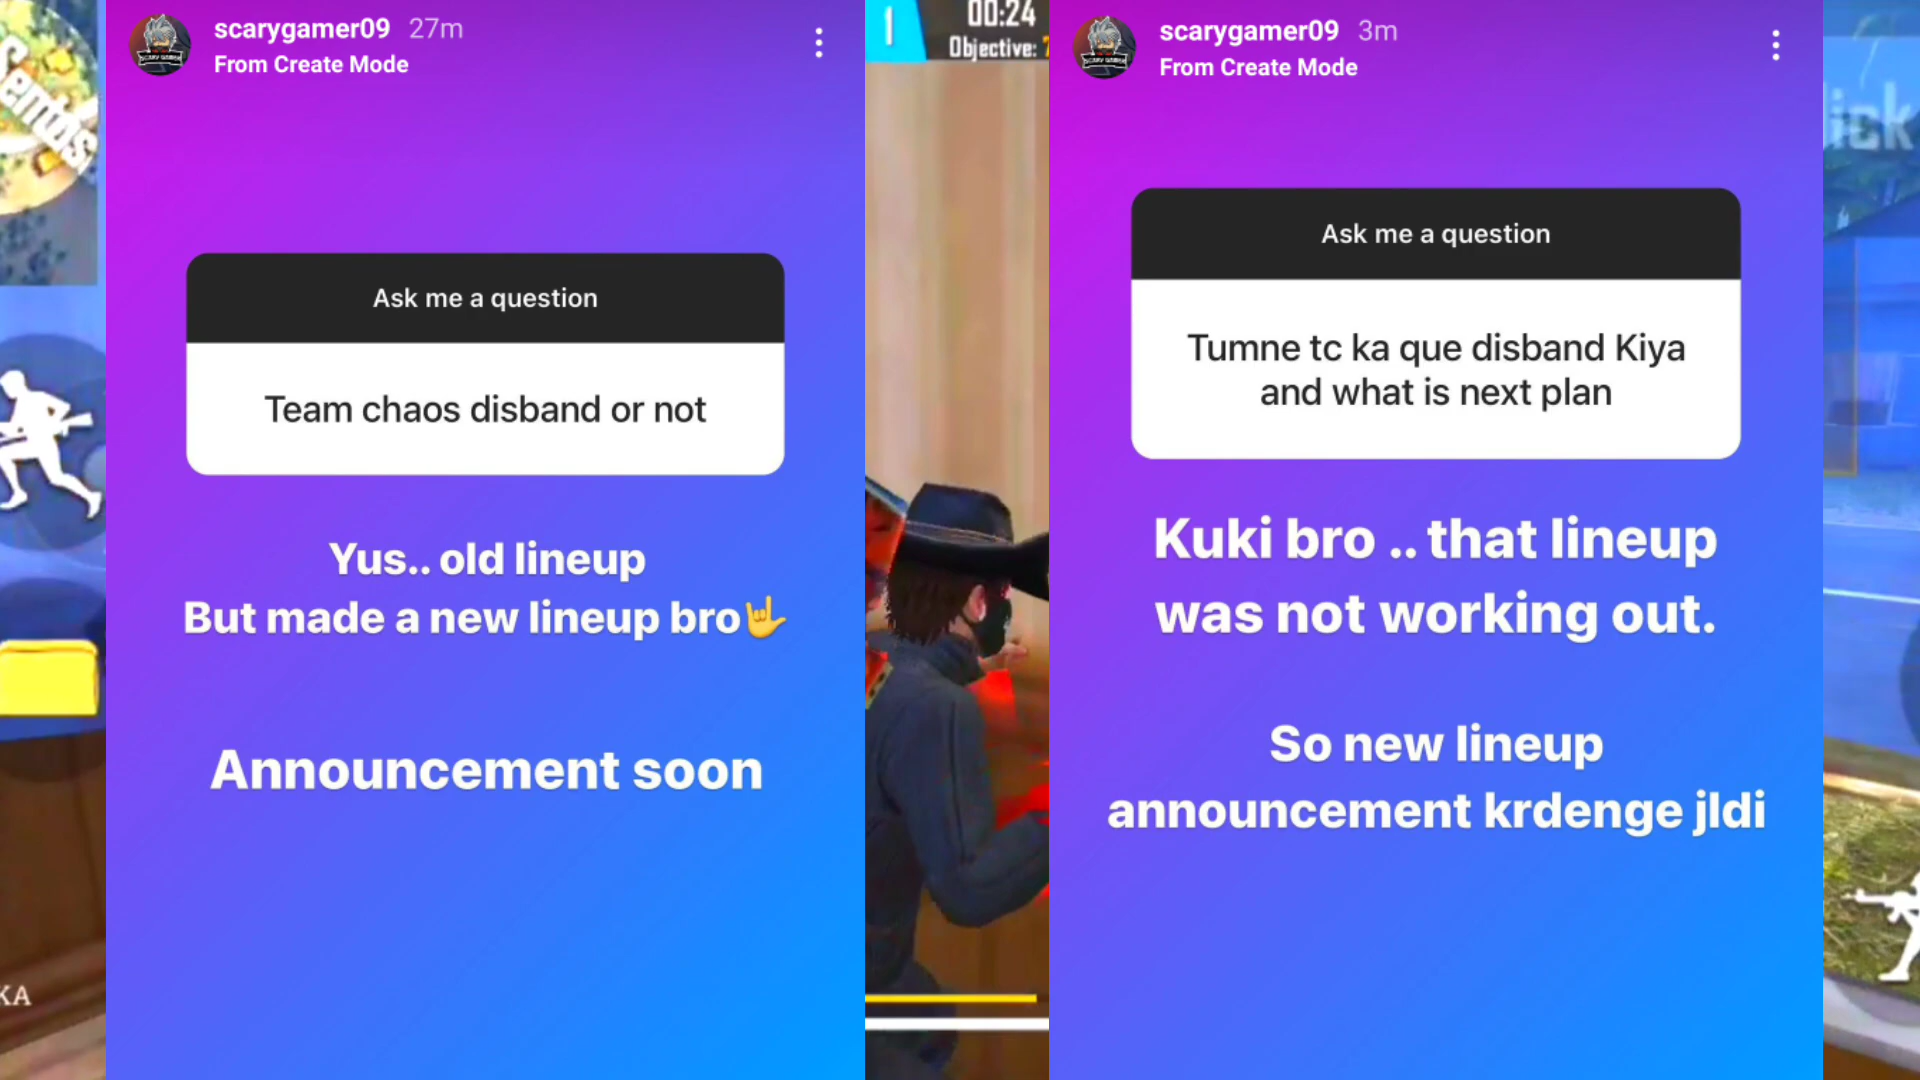 scarygamer09 27m
From Create Mode
Ask me a question
Team chaos disband or not
Yus.. old lineup
But made a new lineup bro🤟
Announcement soon
00:24
Objective:
scarygamer09 3m
From Create Mode
Ask me a question
Tumne tc ka que disband Kiya
and what is next plan
Kuki bro .. that lineup
was not working out.
So new lineup
announcement krdenge jldi